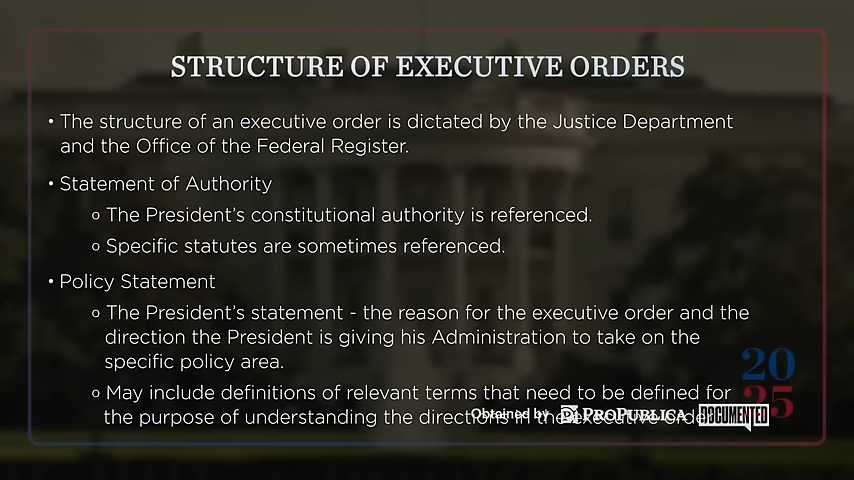 STRUCTURE OF EXECUTIVE ORDERS
• The structure of an executive order is dictated by the Justice Department
and the Office of the Federal Register.
• Statement of Authority
o The President’s constitutional authority is referenced.
o Specific statutes are sometimes referenced.
• Policy Statement
o The President’s statement - the reason for the executive order and the
direction the President is giving his Administration to take on the
specific policy area.
o May include definitions of relevant terms that need to be defined for
the purpose of understanding the directions in the executive order
20
25
Obtained by PROPUBLICA DOCUMENTED